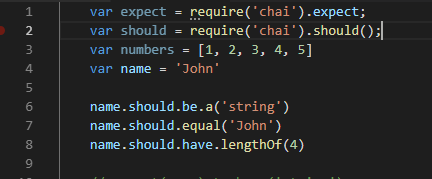 1 var expect = require('chai').expect;
2 var should = require('chai').should();
3 var numbers = [1, 2, 3, 4, 5]
4 var name = 'John'
5
6 name.should.be.a('string')
7 name.should.equal('John')
8 name.should.have.lengthOf(4)
9